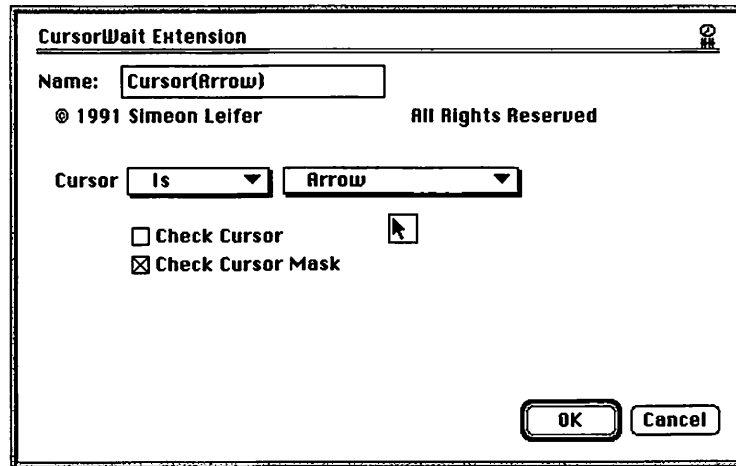 CursorWait Extension
Name: Cursor(Arrow)
© 1991 Simeon Leifer All Rights Reserved
Cursor Is Arrow
Check Cursor
Check Cursor Mask
OK Cancel